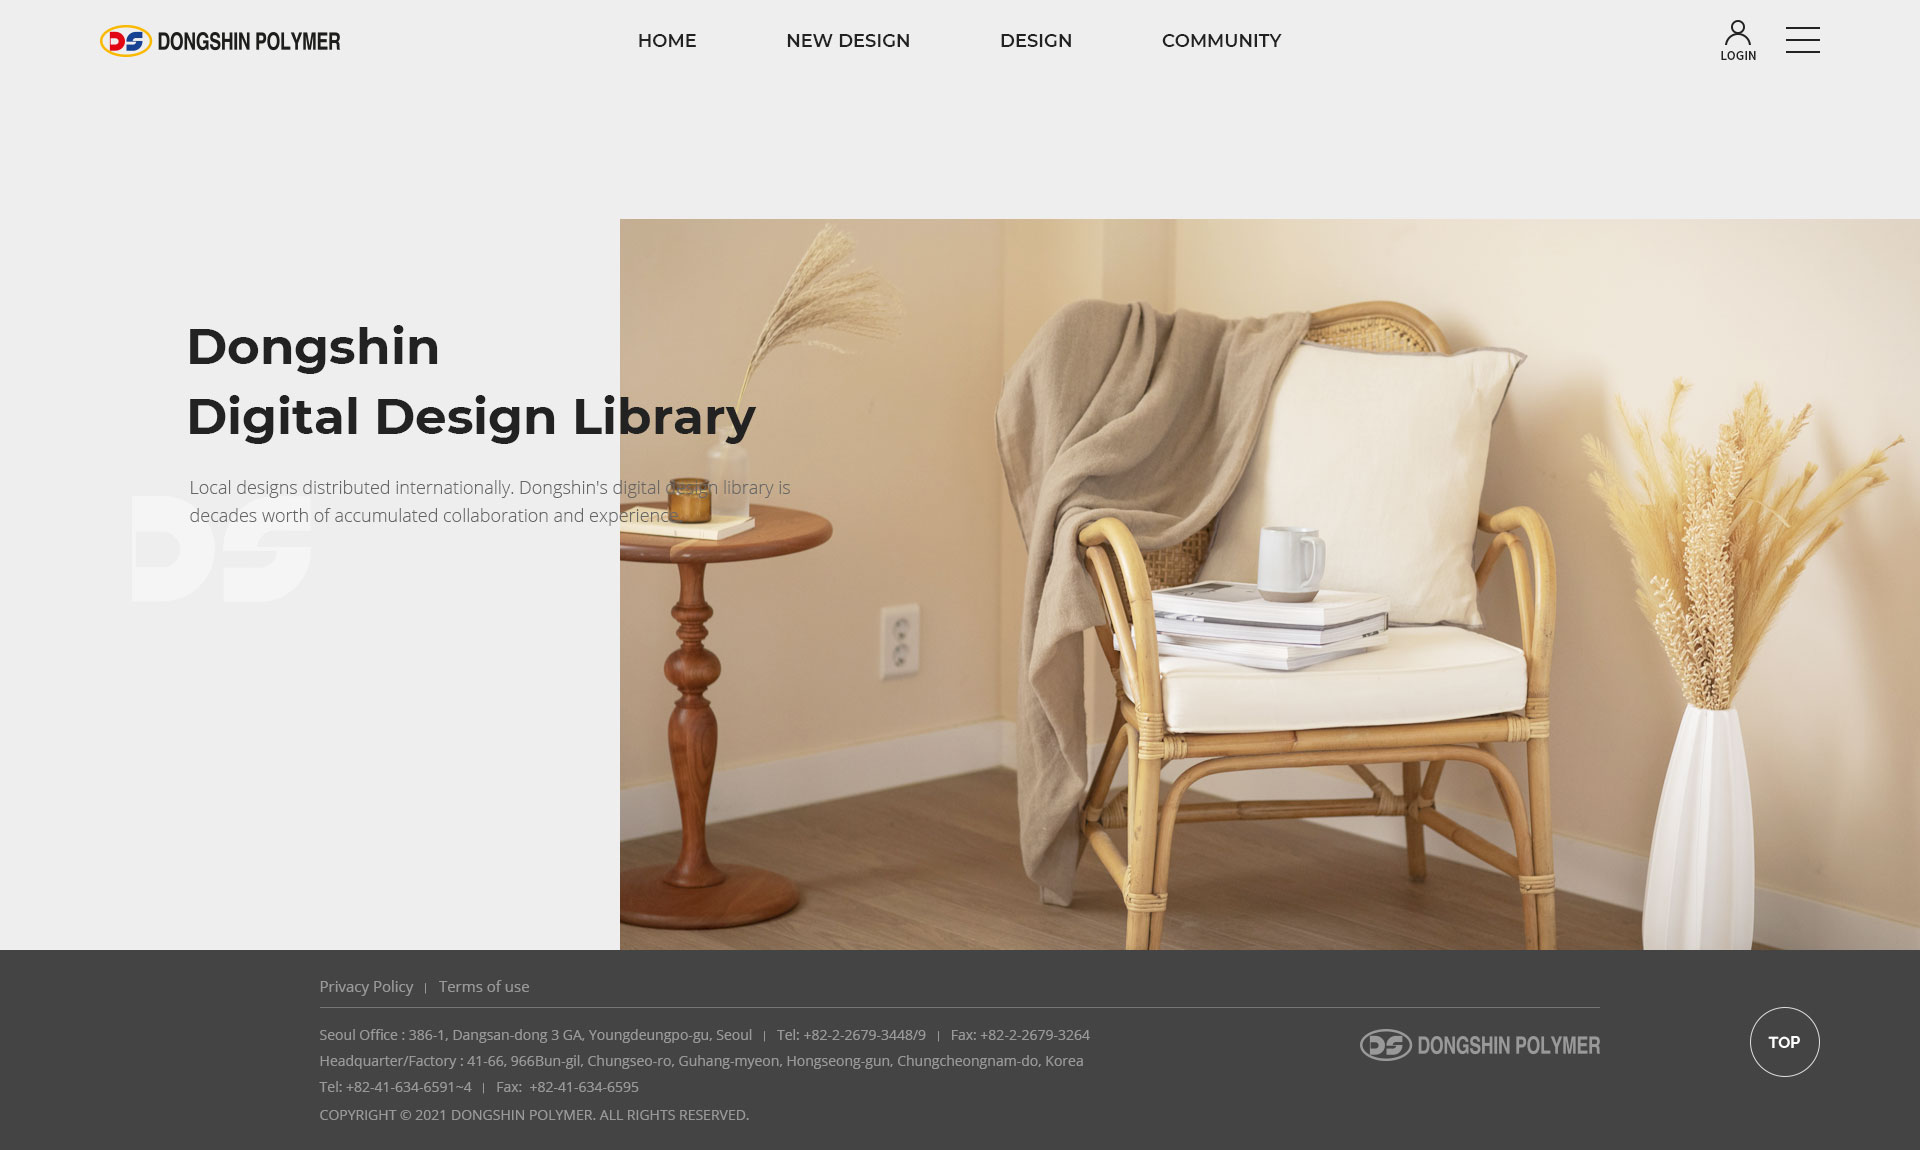 DS DONGSHIN POLYMER
HOME
NEW DESIGN
DESIGN
COMMUNITY
LOGIN
Dongshin
Digital Design Library
Local designs distributed internationally. Dongshin's digital design library is
decades worth of accumulated collaboration and experience.
DS
Privacy Policy | Terms of use
Seoul Office : 386-1, Dangsan-dong 3 GA, Youngdeungpo-gu, Seoul | Tel: +82-2-2679-3448/9 | Fax: +82-2-2679-3264
Headquarter/Factory : 41-66, 966Bun-gil, Chungseo-ro, Guhang-myeon, Hongseong-gun, Chungcheongnam-do, Korea
Tel: +82-41-634-6591~4 | Fax: +82-41-634-6595
COPYRIGHT © 2021 DONGSHIN POLYMER. ALL RIGHTS RESERVED.
DS DONGSHIN POLYMER
TOP